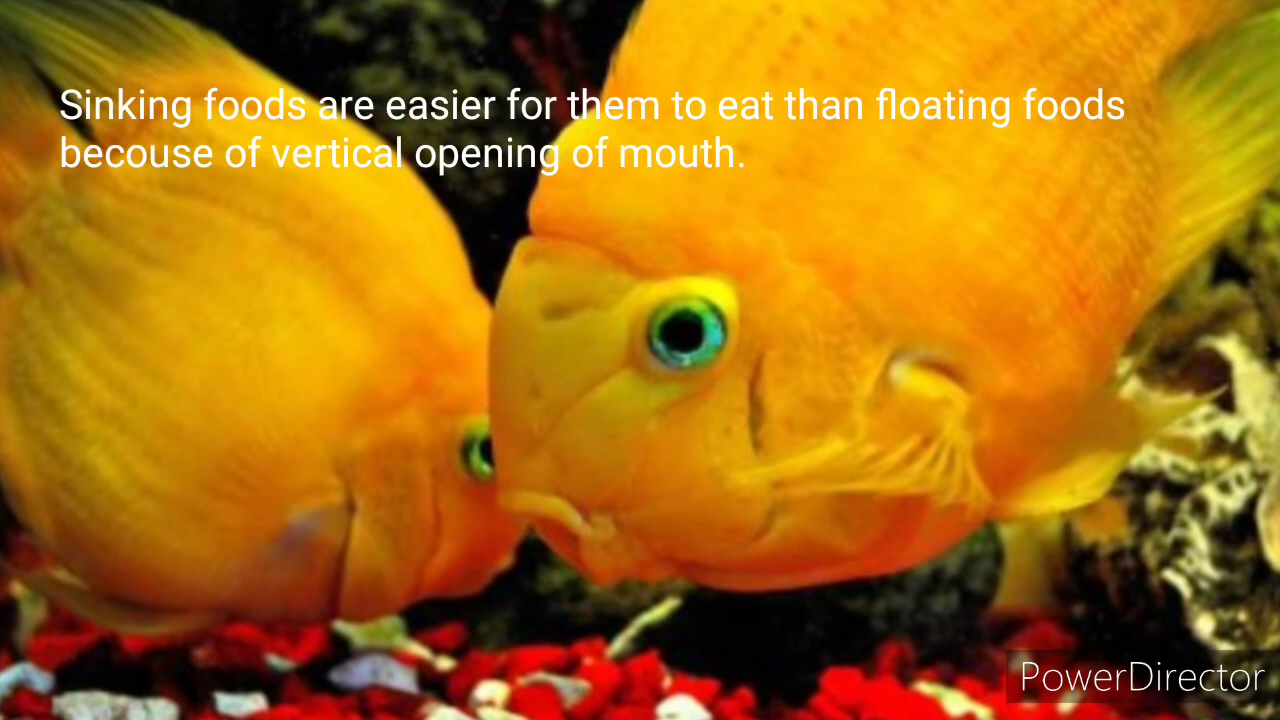 Sinking foods are easier for them to eat than floating foods
becouse of vertical opening of mouth.
PowerDirector